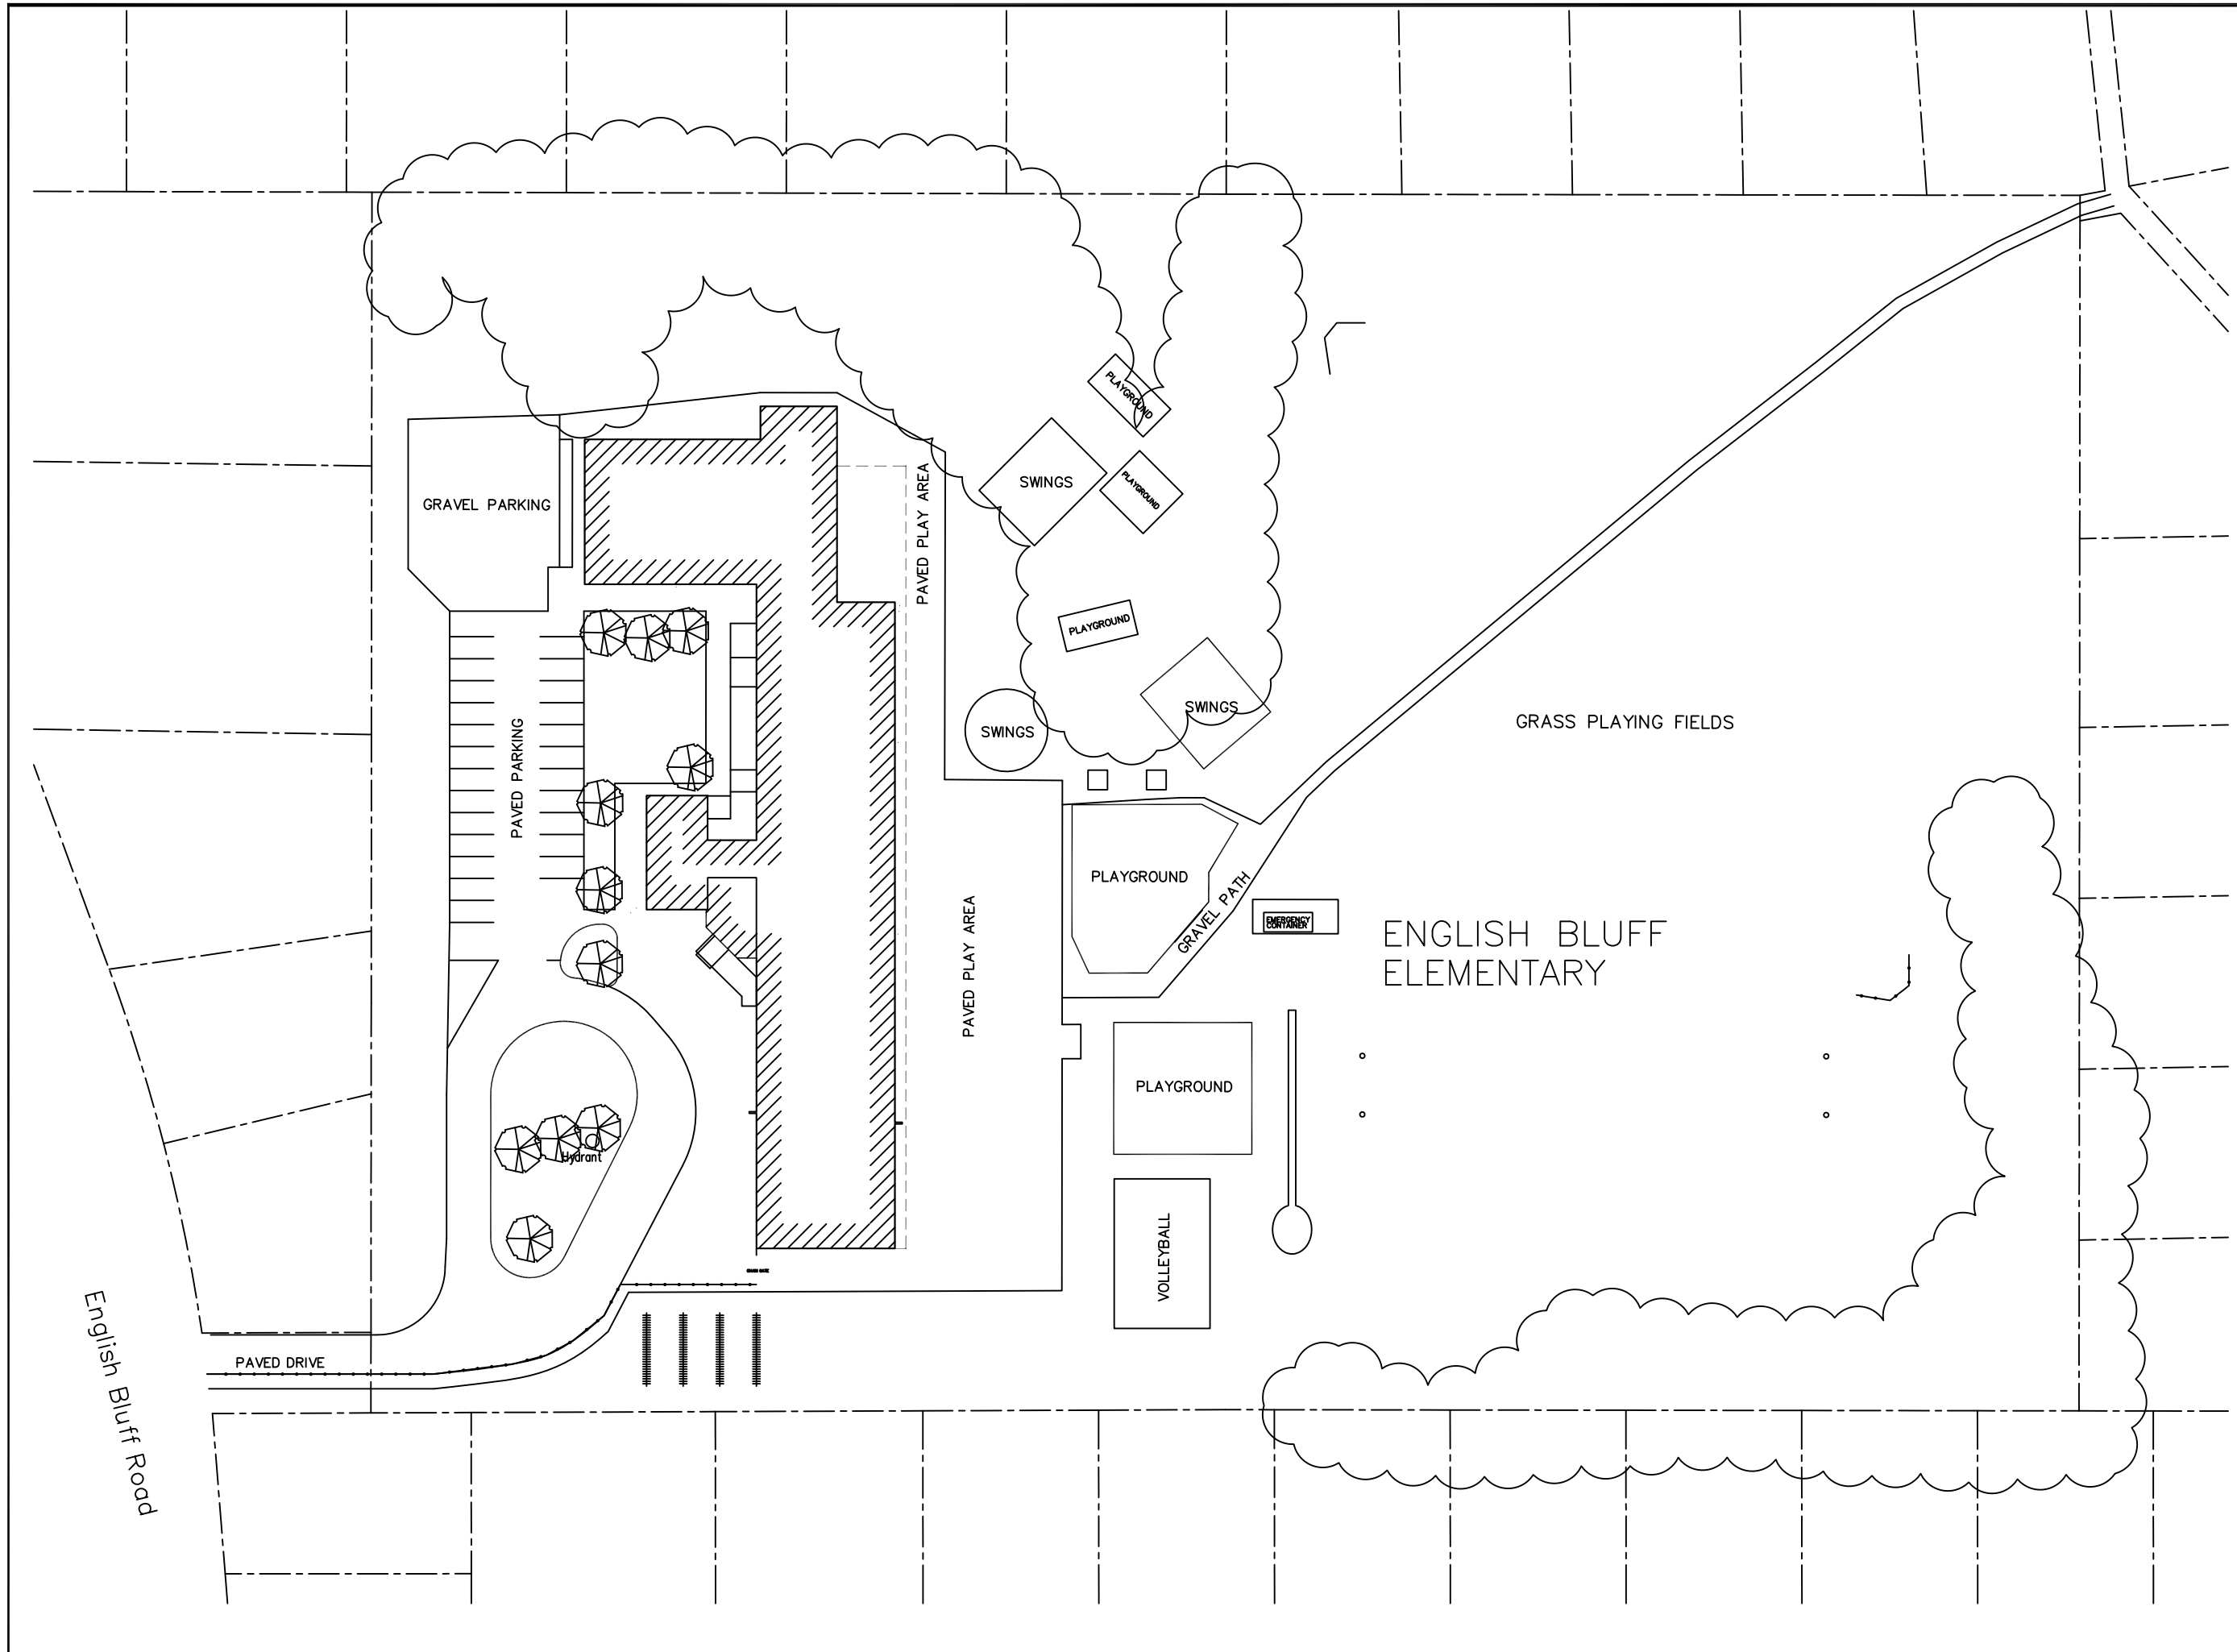 PLAYGROUND
SWINGS
PLAYGROUND
GRAVEL PARKING
PAVED PLAY AREA
PLAYGROUND
SWINGS
SWINGS
GRASS PLAYING FIELDS
PAVED PARKING
PLAYGROUND
GRAVEL PATH
EMERGENCY
CONTAINER
ENGLISH BLUFF
ELEMENTARY
PAVED PLAY AREA
PLAYGROUND
Hydrant
VOLLEYBALL
PAVED DRIVE
English Bluff Road